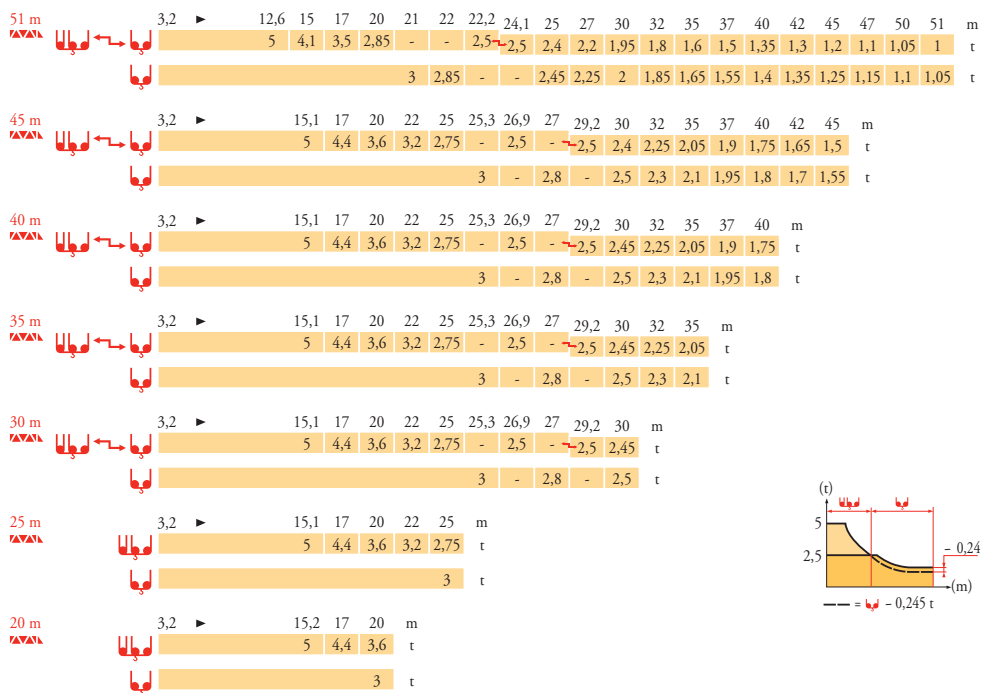 51 m 3,2 ► 12,6 15 17 20 21 22 22,2 24,1 25 27 30 32 35 37 40 42 45 47 50 51 m
5 4,1 3,5 2,85 - - 2,5 2,5 2,4 2,2 1,95 1,8 1,6 1,5 1,35 1,3 1,2 1,1 1,05 1 t
3 2,85 - - 2,45 2,25 2 1,85 1,65 1,55 1,4 1,35 1,25 1,15 1,1 1,05 t
45 m 3,2 ► 15,1 17 20 22 25 25,3 26,9 27 29,2 30 32 35 37 40 42 45 m
5 4,4 3,6 3,2 2,75 - 2,5 - 2,5 2,4 2,25 2,05 1,9 1,75 1,65 1,5 t
3 - 2,8 - 2,5 2,3 2,1 1,95 1,8 1,7 1,55 t
40 m 3,2 ► 15,1 17 20 22 25 25,3 26,9 27 29,2 30 32 35 37 40 m
5 4,4 3,6 3,2 2,75 - 2,5 - 2,5 2,45 2,25 2,05 1,9 1,75 t
3 - 2,8 - 2,5 2,3 2,1 1,95 1,8 t
35 m 3,2 ► 15,1 17 20 22 25 25,3 26,9 27 29,2 30 32 35 m
5 4,4 3,6 3,2 2,75 - 2,5 - 2,5 2,45 2,25 2,05 t
3 - 2,8 - 2,5 2,3 2,1 t
30 m 3,2 ► 15,1 17 20 22 25 25,3 26,9 27 29,2 30 m
5 4,4 3,6 3,2 2,75 - 2,5 - 2,5 2,45 t
3 - 2,8 - 2,5 t
25 m 3,2 ► 15,1 17 20 22 25 m
5 4,4 3,6 3,2 2,75 t
3 t
20 m 3,2 ► 15,2 17 20 m
5 4,4 3,6 t
3 t
(t)
5
2,5
- 0,24
(m)
= - 0,245 t